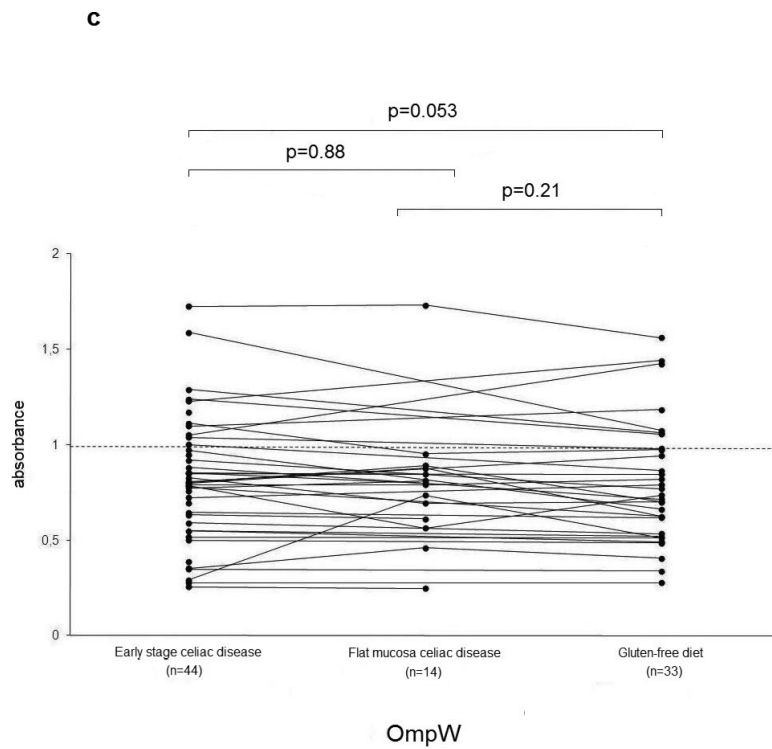 c
p=0.053
p=0.88
p=0.21
2
1,5
1
0,5
0
absorbance
Early stage celiac disease
(n=44)
Flat mucosa celiac disease
(n=14)
Gluten-free diet
(n=33)
OmpW